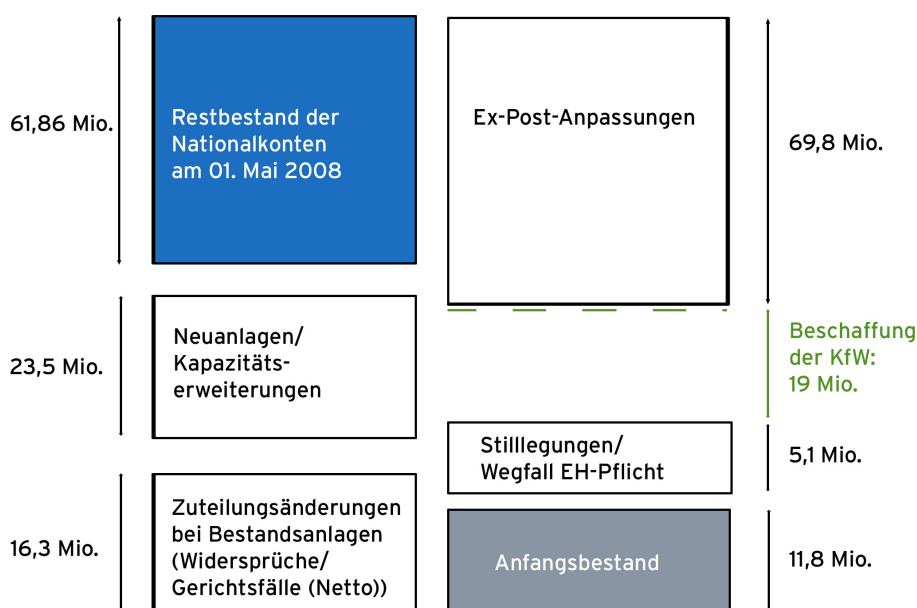 61,86 Mio.
Restbestand der
Nationalkonten
am 01. Mai 2008
Ex-Post-Anpassungen
69,8 Mio.
23,5 Mio.
Neuanlagen/
Kapazitäts-
erweiterungen
Beschaffung
der KfW:
19 Mio.
Stilllegungen/
Wegfall EH-Pflicht
5,1 Mio.
16,3 Mio.
Zuteilungsänderungen
bei Bestandsanlagen
(Widersprüche/
Gerichtsfälle (Netto))
Anfangsbestand
11,8 Mio.